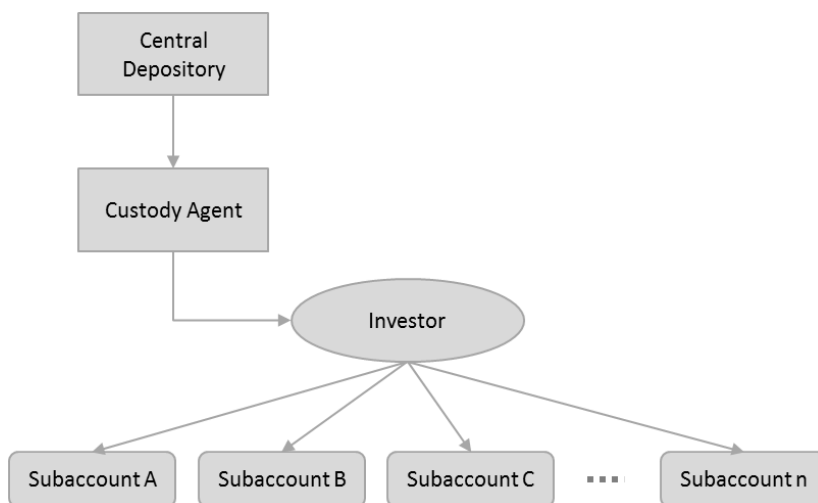 Central
Depository
Custody Agent
Investor
Subaccount A
Subaccount B
Subaccount C
Subaccount n